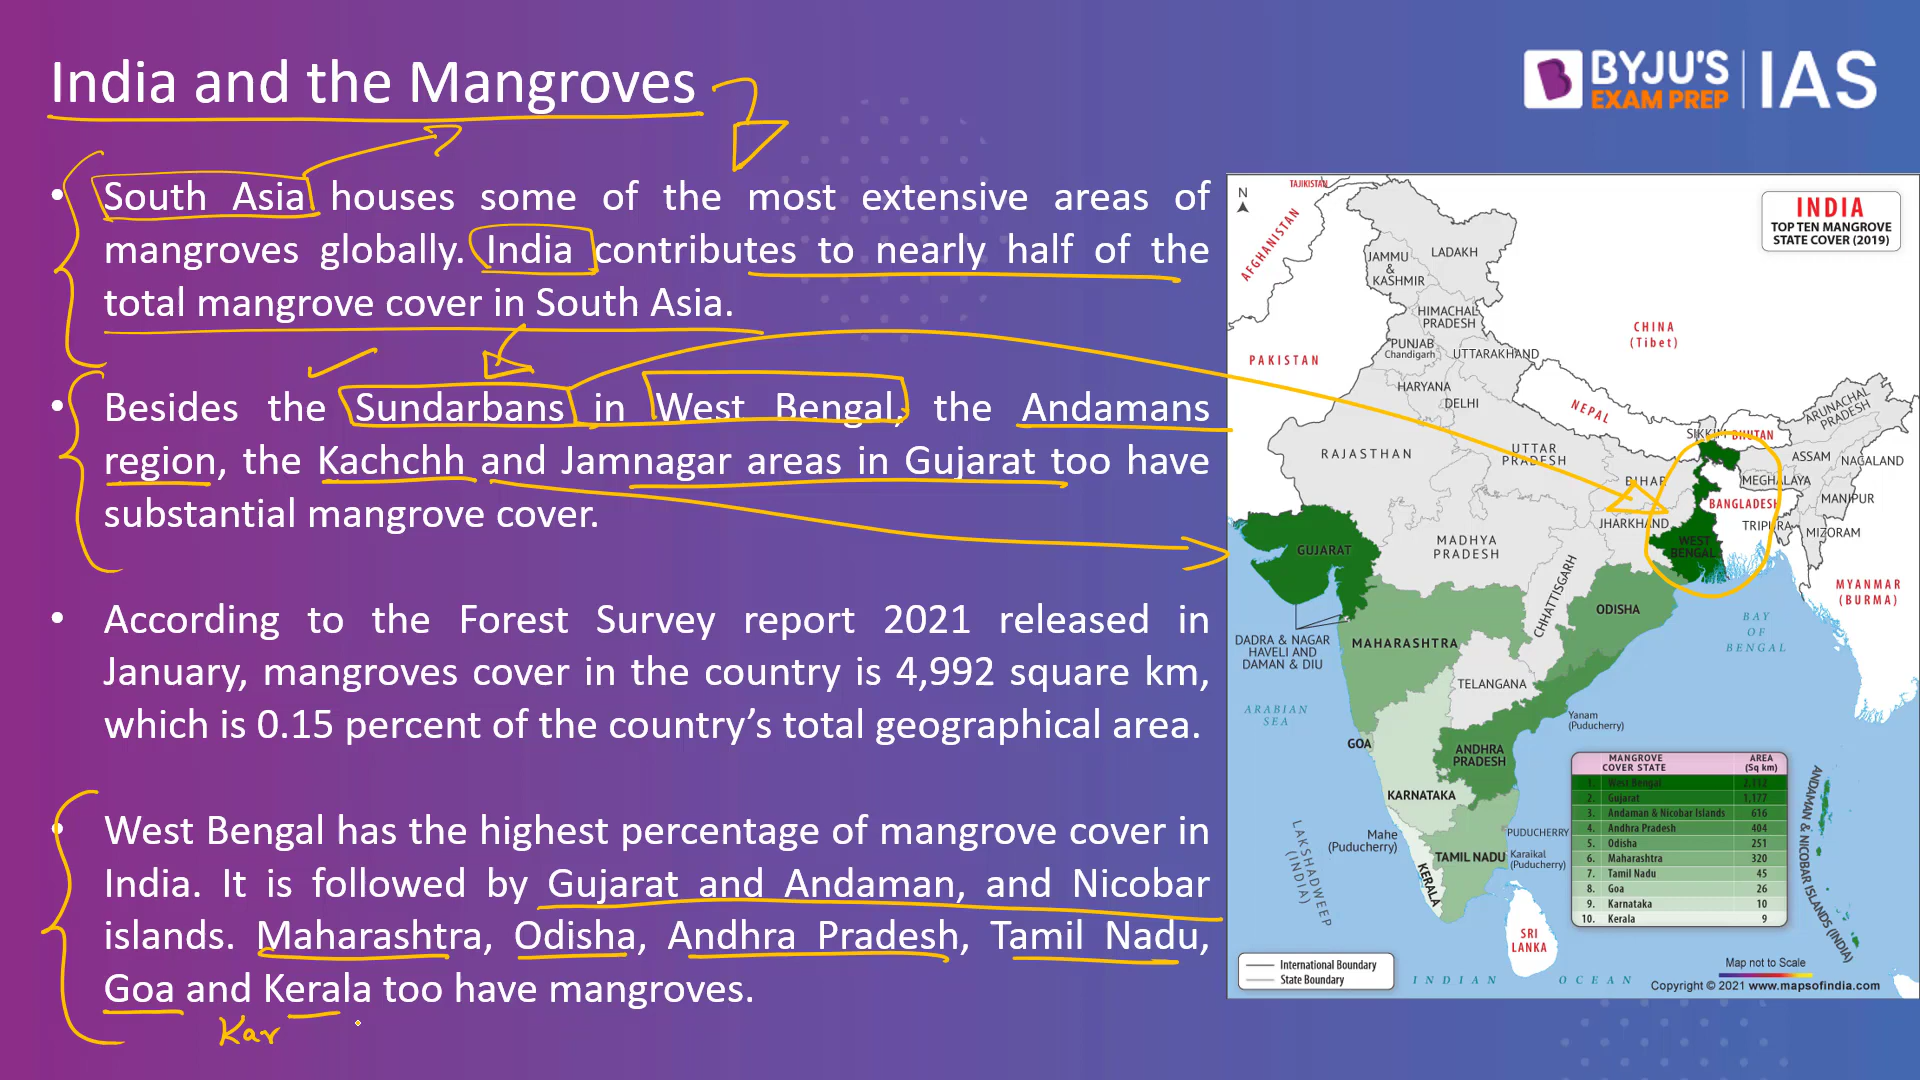 India and the Mangroves
BYJU'S
EXAM PREP
IAS
• South Asia houses some of the most extensive areas of
mangroves globally. India contributes to nearly half of the
total mangrove cover in South Asia.
• Besides the Sundarbans in West Bengal, the Andamans
region, the Kachchh and Jamnagar areas in Gujarat too have
substantial mangrove cover.
• According to the Forest Survey report 2021 released in
January, mangroves cover in the country is 4,992 square km,
which is 0.15 percent of the country's total geographical area.
• West Bengal has the highest percentage of mangrove cover in
India. It is followed by Gujarat and Andaman, and Nicobar
islands. Maharashtra, Odisha, Andhra Pradesh, Tamil Nadu,
Goa and Kerala too have mangroves.
Kar
N
INDIA
TOP TEN MANGROVE
STATE COVER (2019)
TAJIKISTAN
AFGHANISTAN
PAKISTAN
CHINA
(Tibet)
NEPAL
BHUTAN
BANGLADESH
MYANMAR
(BURMA)
SRI
LANKA
LADAKH
JAMMU
&
KASHMIR
HIMACHAL
PRADESH
PUNJAB
Chandigarh
UTTARAKHAND
HARYANA
DELHI
RAJASTHAN
UTTAR
PRADESH
BIHAR
SIKKIM
ARUNACHAL
PRADESH
ASSAM
NAGALAND
MEGHALAYA
MANIPUR
TRIPURA
MIZORAM
JHARKHAND
WEST
BENGAL
GUJARAT
MADHYA
PRADESH
CHHATTISGARH
ODISHA
DADRA & NAGAR
HAVELI AND
DAMAN & DIU
MAHARASHTRA
TELANGANA
GOA
ANDHRA
PRADESH
Yanam
(Puducherry)
KARNATAKA
Mahe
(Puducherry)
PUDUCHERRY
Karaikal
(Puducherry)
TAMIL NADU
KERALA
LAKSHADWEEP
(INDIA)
ANDAMAN & NICOBAR ISLANDS (INDIA)
ARABIAN
SEA
BAY
OF
BENGAL
INDIAN OCEAN
MANGROVE
COVER STATE
AREA
(Sq km)
1. West Bengal 2,112
2. Gujarat 1,177
3. Andaman & Nicobar Islands 616
4. Andhra Pradesh 404
5. Odisha 251
6. Maharashtra 320
7. Tamil Nadu 45
8. Goa 26
9. Karnataka 10
10. Kerala 9
International Boundary
State Boundary
Map not to Scale
Copyright © 2021 www.mapsofindia.com